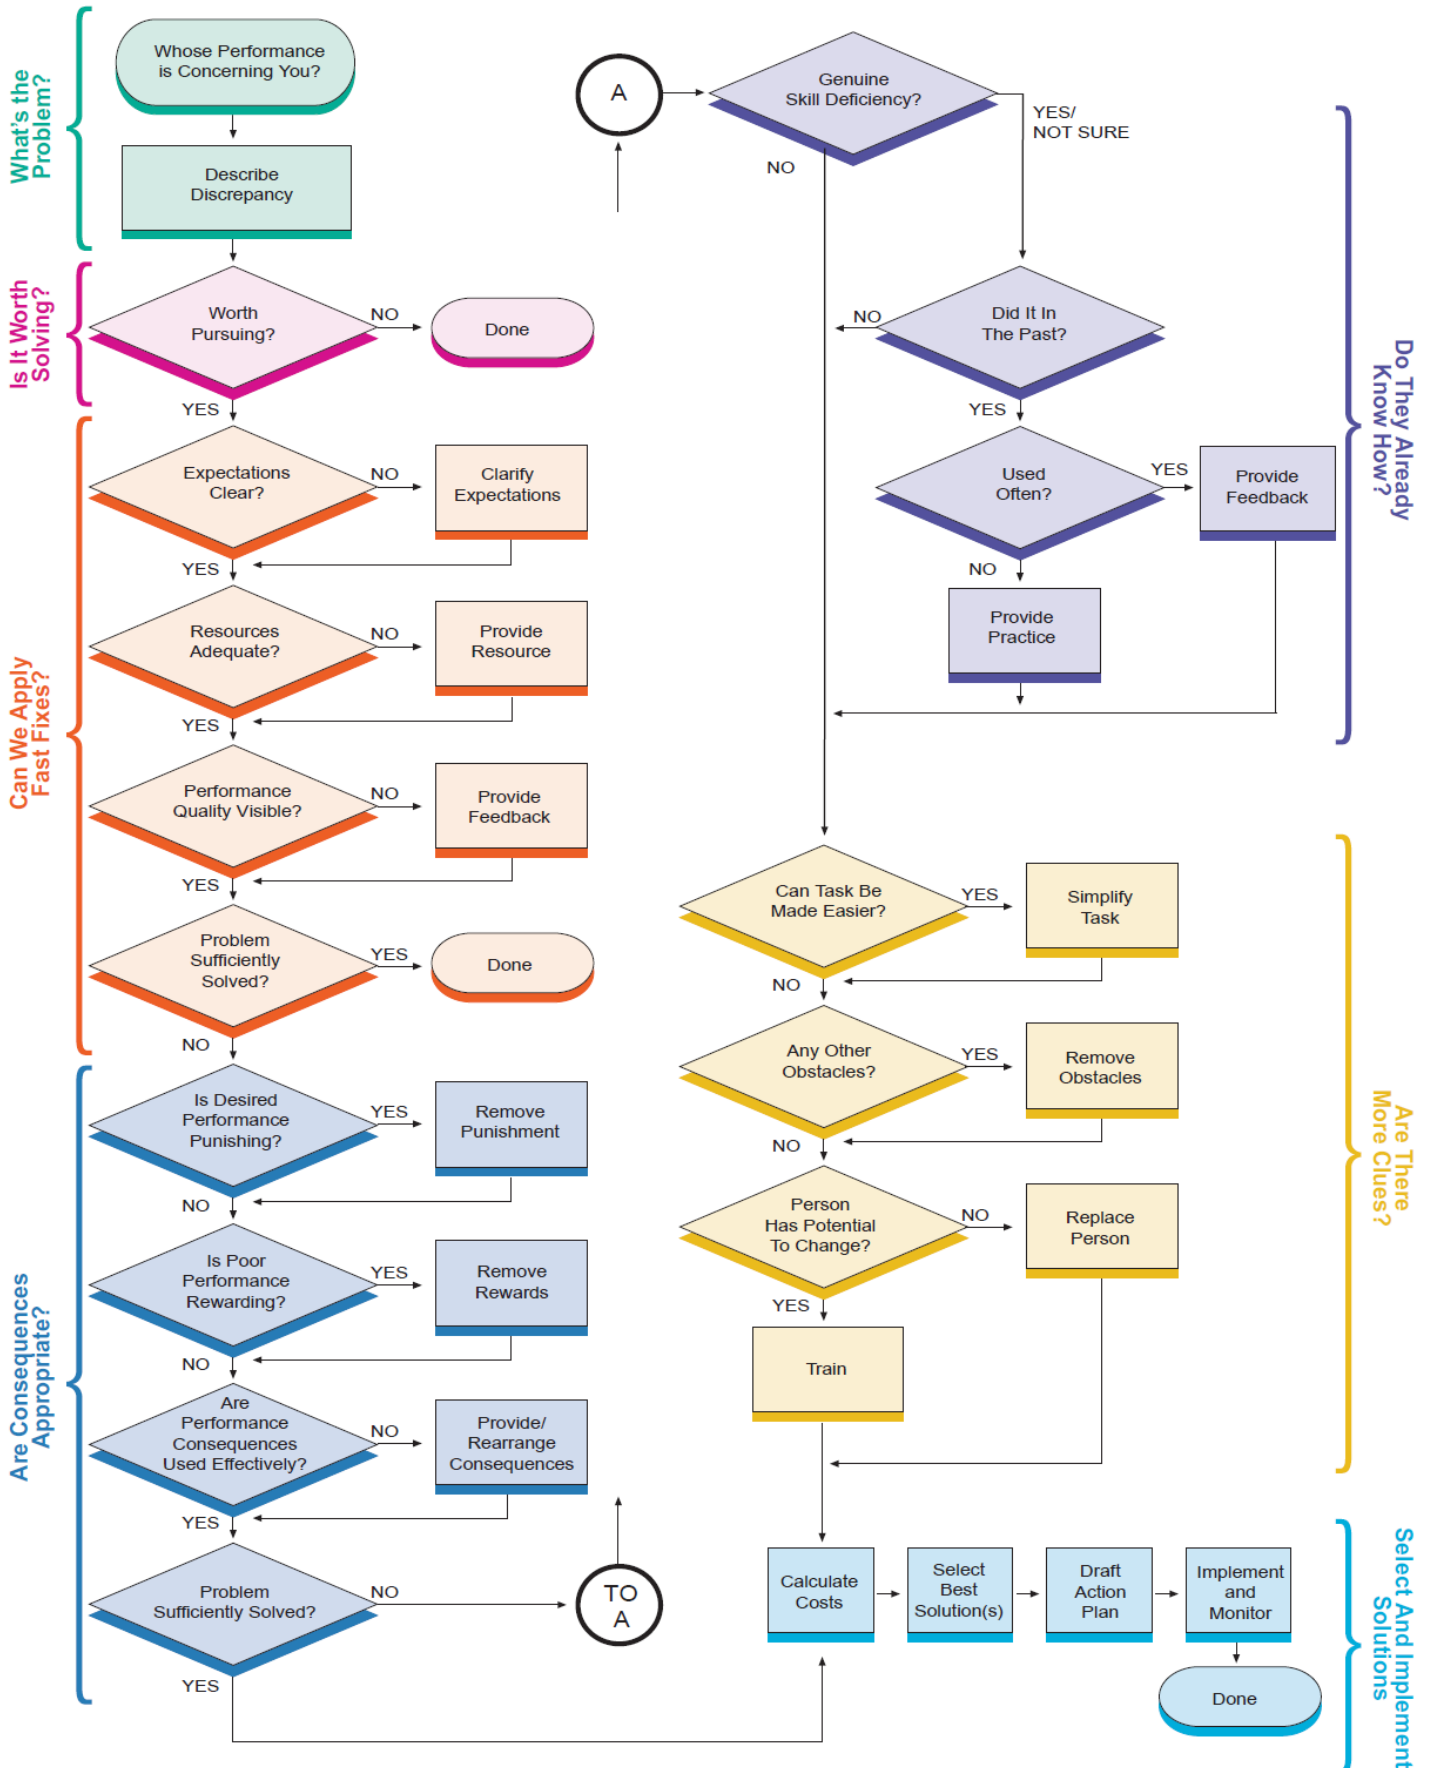 What's the
Problem?
Whose Performance
is Concerning You?
Describe
Discrepancy
Is It Worth
Solving?
Worth
Pursuing?
NO
Done
YES
Can We Apply
Fast Fixes?
Expectations
Clear?
NO
Clarify
Expectations
YES
Resources
Adequate?
NO
Provide
Resource
YES
Performance
Quality Visible?
NO
Provide
Feedback
YES
Problem
Sufficiently
Solved?
YES
Done
NO
Are Consequences
Appropriate?
Is Desired
Performance
Punishing?
YES
Remove
Punishment
NO
Is Poor
Performance
Rewarding?
YES
Remove
Rewards
NO
Are
Performance
Consequences
Used Effectively?
NO
Provide/
Rearrange
Consequences
YES
Problem
Sufficiently Solved?
NO
TO
A
YES
A
Genuine
Skill Deficiency?
YES/
NOT SURE
NO
Do They Already
Know How?
Did It In
The Past?
NO
YES
Used
Often?
YES
Provide
Feedback
NO
Provide
Practice
Are There
More Clues?
Can Task Be
Made Easier?
YES
Simplify
Task
NO
Any Other
Obstacles?
YES
Remove
Obstacles
NO
Person
Has Potential
To Change?
NO
Replace
Person
YES
Train
Select And Implement
Solutions
Calculate
Costs
Select
Best
Solution(s)
Draft
Action
Plan
Implement
and
Monitor
Done